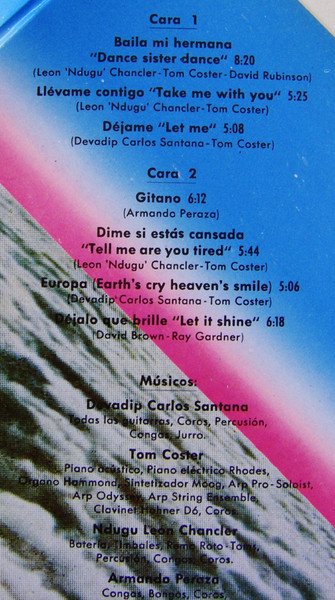 Cara 1
Baila mi hermana
"Dance sister dance" 8:20
(Leon 'Ndugu' Chancler-Tom Coster-David Rubinson)
Llévame contigo "Take me with you" 5:25
(Leon 'Ndugu' Chancler-Tom Coster)
Déjame "Let me" 5:08
(Devadip Carlos Santana-Tom Coster)
Cara 2
Gitano 6:12
(Armando Peraza)
Dime si estás cansada
"Tell me are you tired" 5:44
(Leon 'Ndugu' Chancler-Tom Coster)
Europa (Earth's cry heaven's smile) 5:06
(Devadip Carlos Santana-Tom Coster)
Déjalo que brille "Let it shine" 6:18
(David Brown-Ray Gardner)
Músicos:
Devadip Carlos Santana
Todas las guitarras, Coros, Percusión,
Congas, Jurro.
Tom Coster
Piano acústico, Piano eléctrico Rhodes,
Organo Hammond, Sintetizador Moog, Arp Pro-Soloist,
Arp Odyssey, Arp String Ensemble,
Clavinet Hohner D6, Coros.
Ndugu Leon Chancler
Batería, Timbales, Remo Roto-Toms,
Percusión, Congas, Coros.
Armando Peraza
Congas, Bongos, Coros.